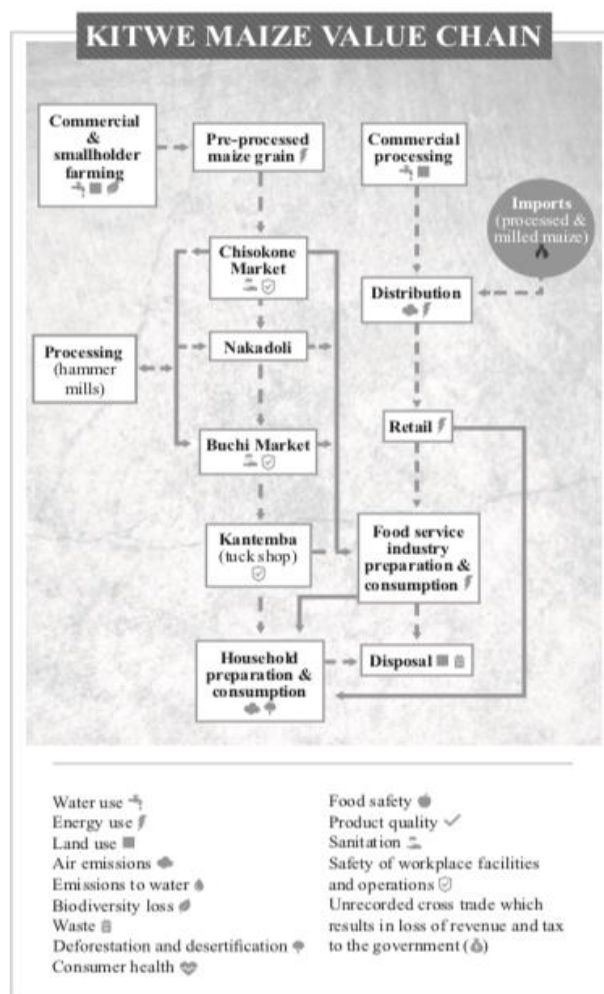 KITWE MAIZE VALUE CHAIN
Commercial
&
smallholder
farming
Pre-processed
maize grain
Commercial
processing
Imports
(processed &
milled maize)
Chisokone
Market
Distribution
Processing
(hammer
mills)
Nakadoli
Retail
Buchi Market
Kantemba
(tuck shop)
Food service
industry
preparation &
consumption
Household
preparation &
consumption
Disposal
Water use
Energy use
Land use
Air emissions
Emissions to water
Biodiversity loss
Waste
Deforestation and desertification
Consumer health
Food safety
Product quality
Sanitation
Safety of workplace facilities
and operations
Unrecorded cross trade which
results in loss of revenue and tax
to the government ( )